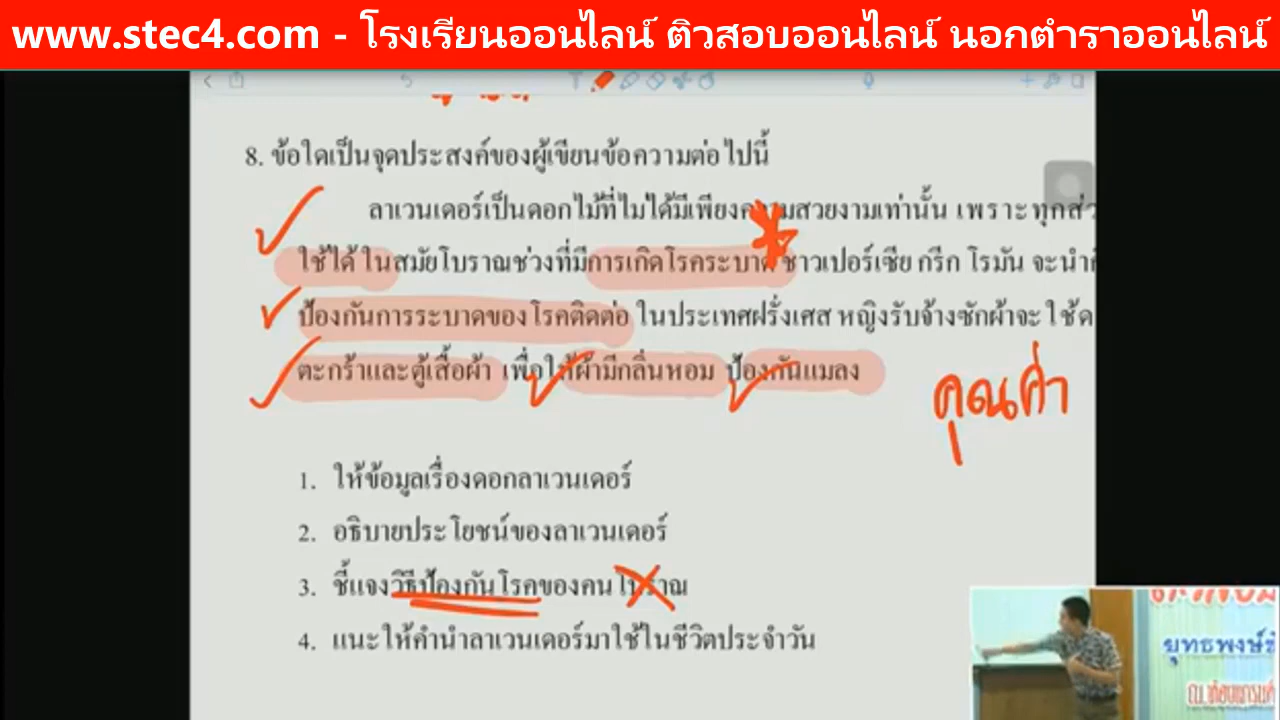 www.stec4.com - โรงเรียนออนไลน์ ติวสอบออนไลน์ นอกตำราออนไลน์
8. ข้อใดเป็นจุดประสงค์ของผู้เขียนข้อความต่อไปนี้
ลาเวนเดอร์เป็นดอกไม้ที่ไม่ได้มีเพียงความสวยงามเท่านั้น เพราะทุกส่ว
ใช้ได้ ในสมัยโบราณช่วงที่มีการเกิดโรคระบาด ชาวเปอร์เซีย กรีก โรมัน จะนำ
ป้องกันการระบาดของโรคติดต่อ ในประเทศฝรั่งเศส หญิงรับจ้างซักผ้าจะใช้ด
ตะกร้าและตู้เสื้อผ้า เพื่อให้ผ้ามีกลิ่นหอม ป้องกันแมลง
คุณค่า
1. ให้ข้อมูลเรื่องดอกลาเวนเดอร์
2. อธิบายประโยชน์ของลาเวนเดอร์
3. ชี้แจงวิธีป้องกันโรคของคนโบราณ
4. แนะให้คำนำลาเวนเดอร์มาใช้ในชีวิตประจำวัน
ยุทธพงษ์